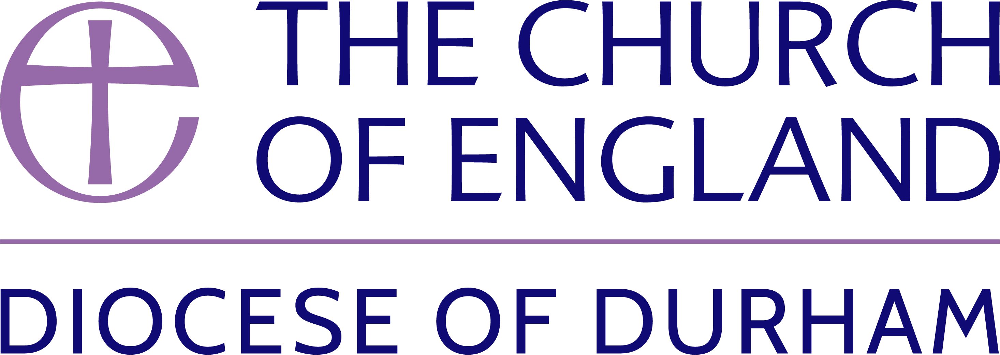 THE CHURCH
OF ENGLAND
DIOCESE OF DURHAM